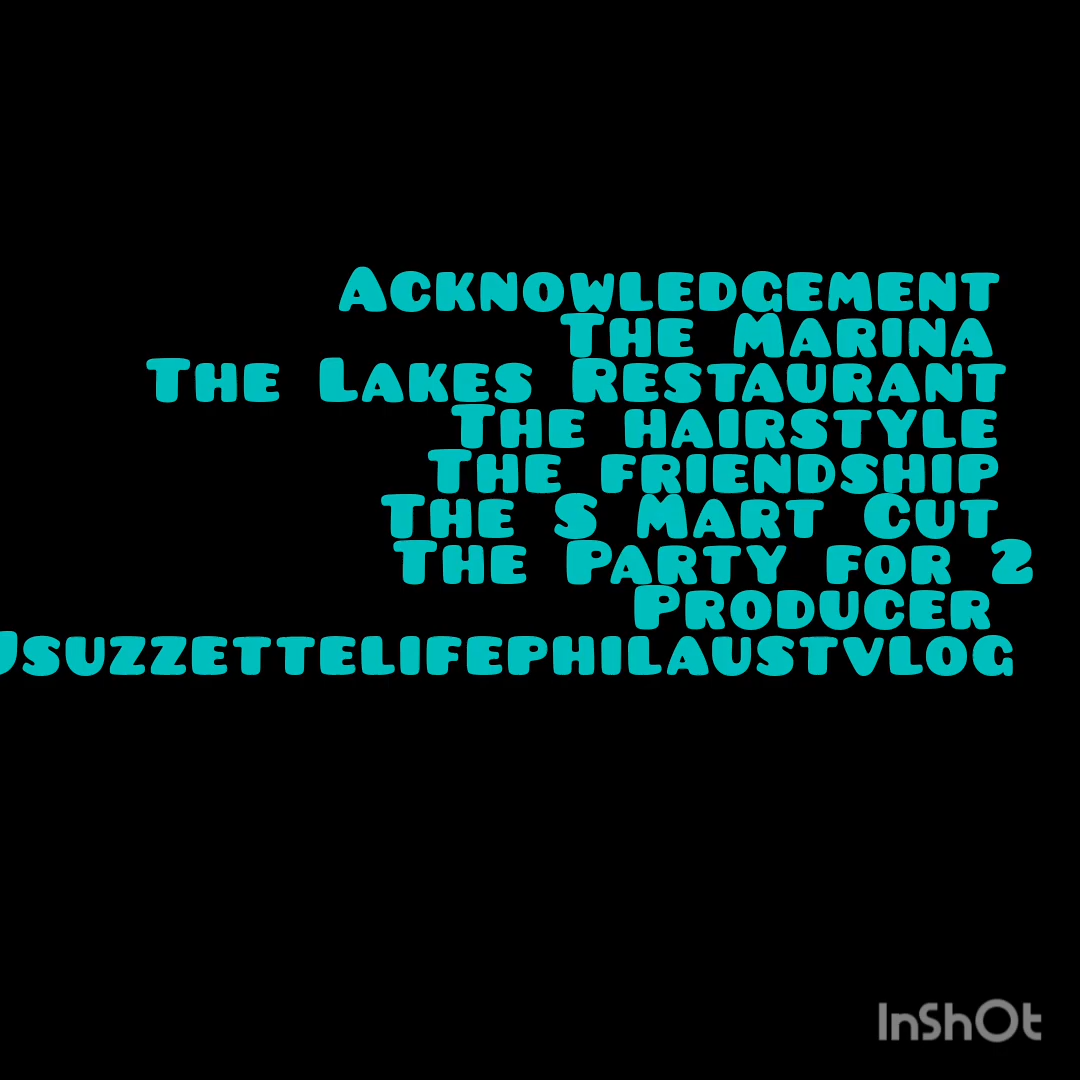 Acknowledgement
The Marina
The Lakes Restaurant
The hairstyle
The friendship
The S Mart Cut
The Party for 2
Producer
InShOt